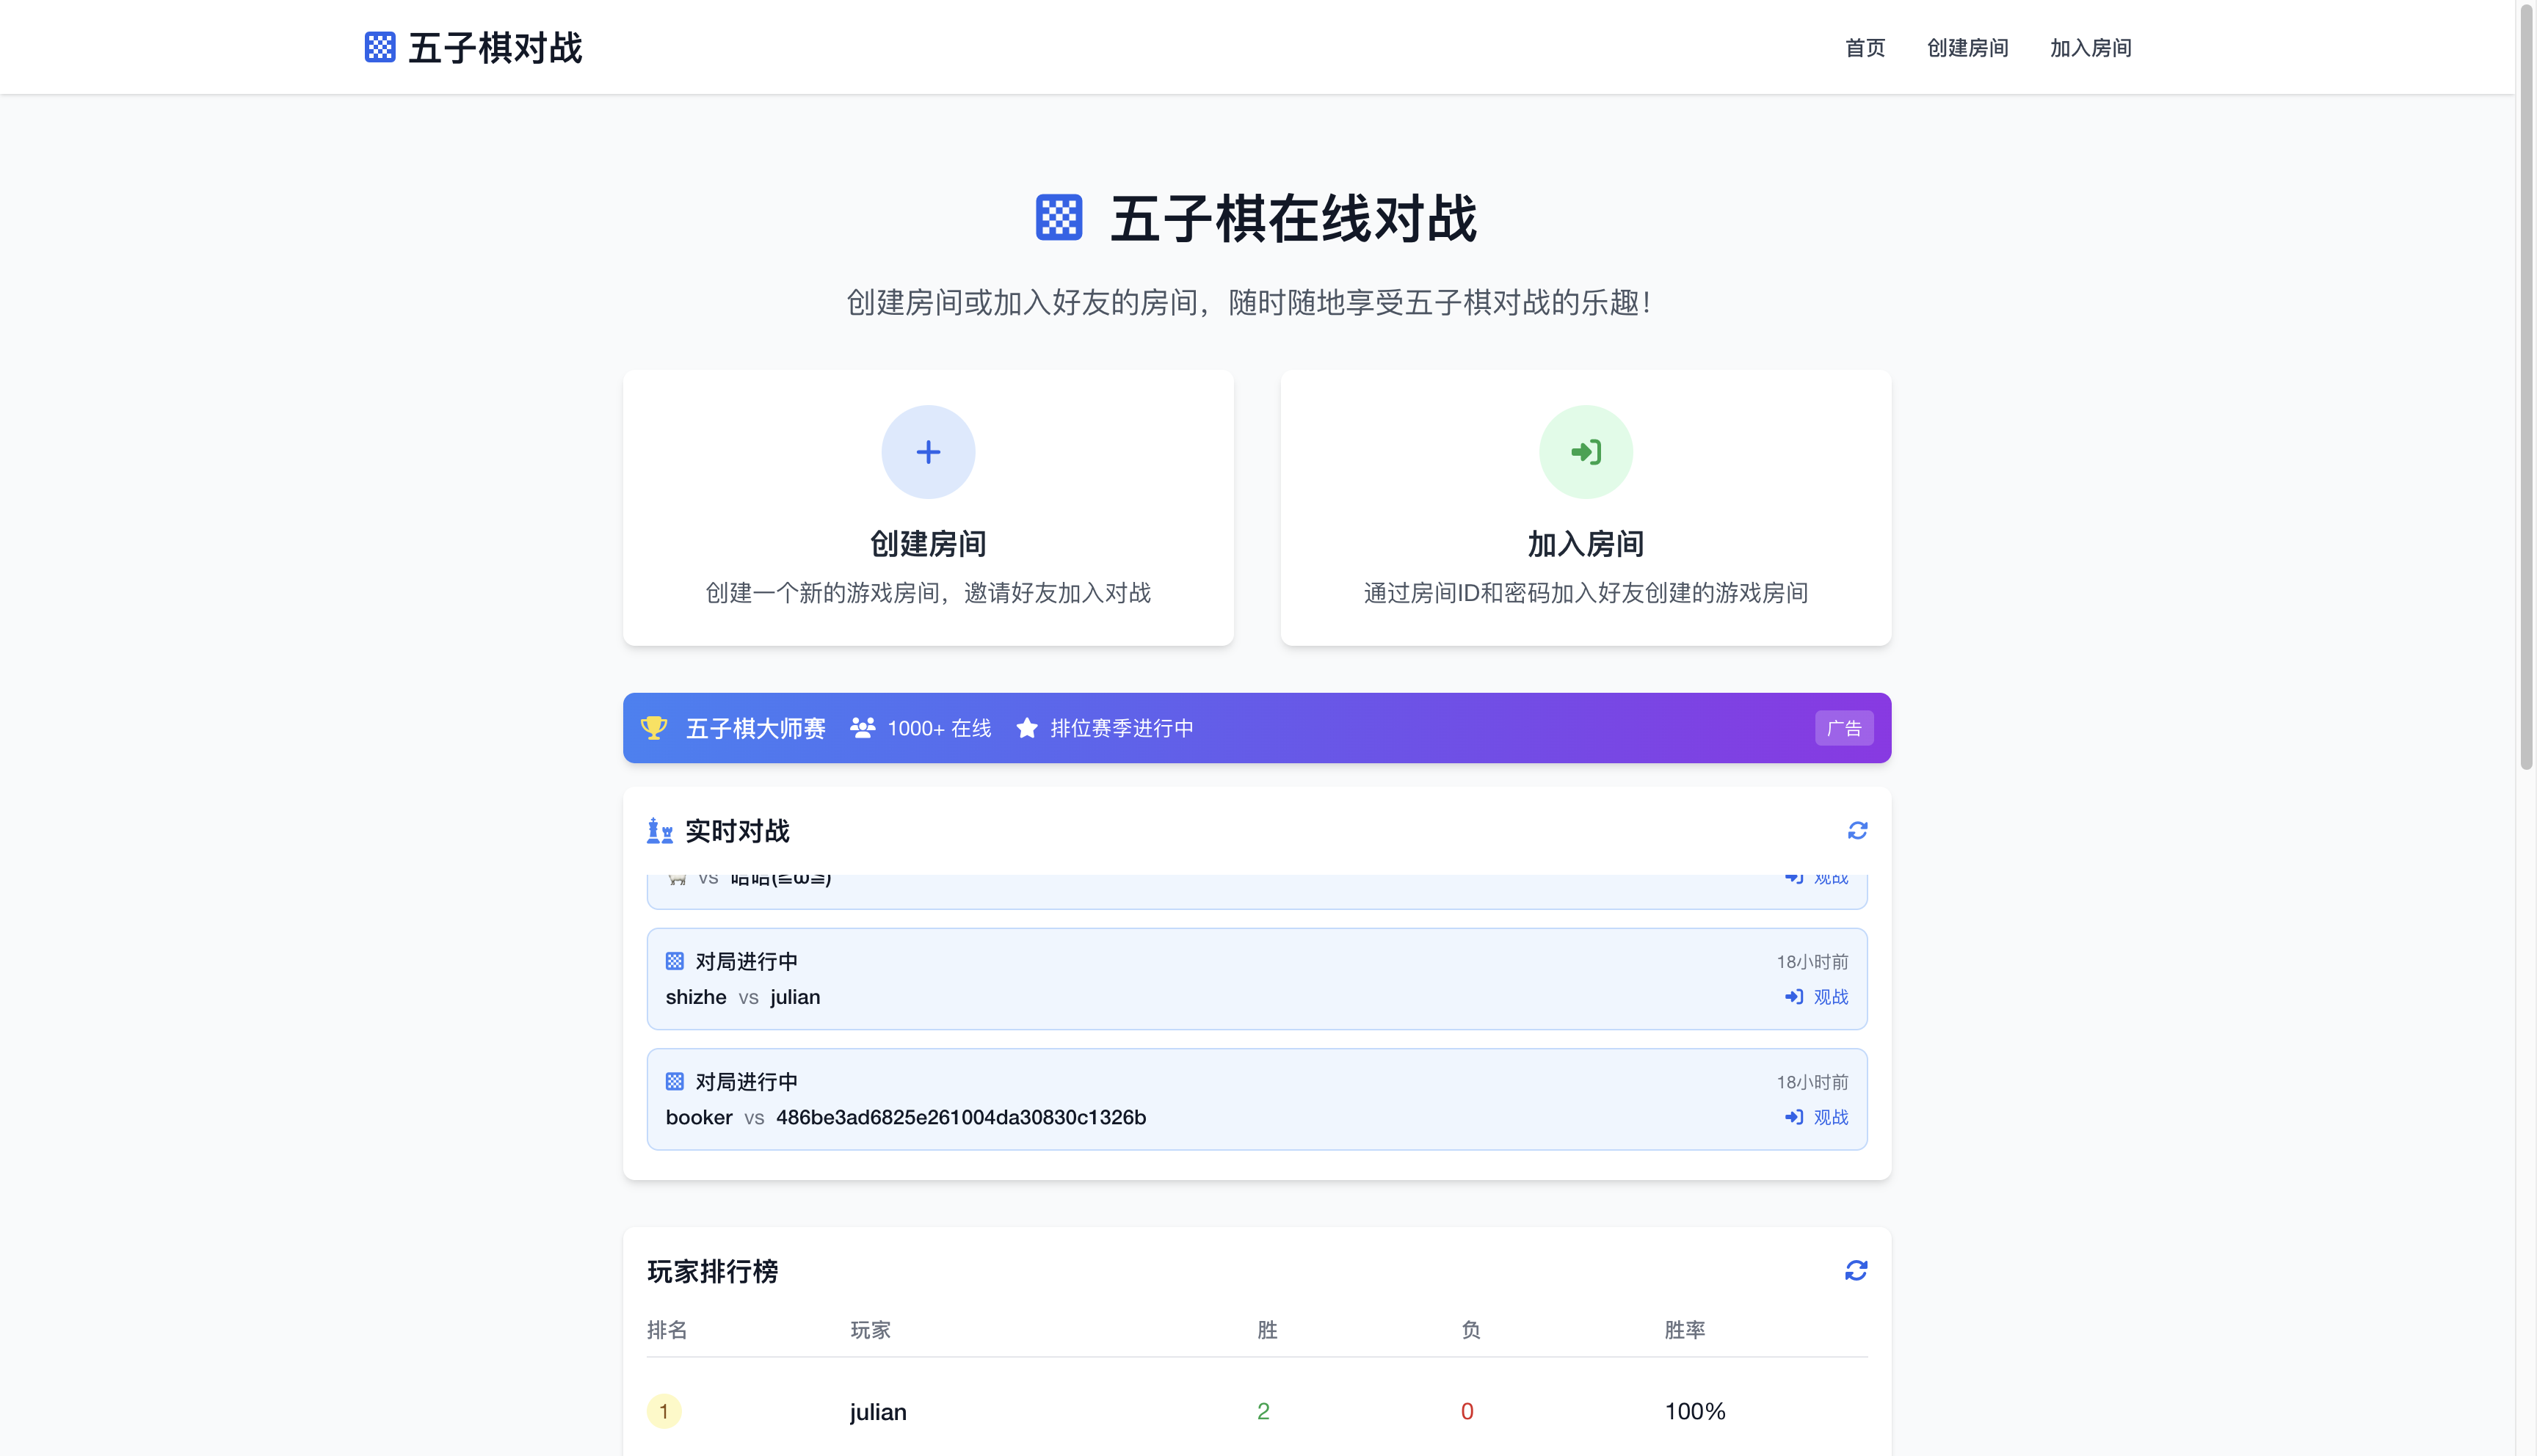 五子棋对战
首页 创建房间 加入房间
五子棋在线对战
创建房间或加入好友的房间，随时随地享受五子棋对战的乐趣！
创建房间
创建一个新的游戏房间，邀请好友加入对战
加入房间
通过房间ID和密码加入好友创建的游戏房间
五子棋大师赛 1000+ 在线 排位赛季进行中 广告
实时对战
vs 哈哈(≧ω≦) 观战
对局进行中 18小时前
shizhe vs julian 观战
对局进行中 18小时前
booker vs 486be3ad6825e261004da30830c1326b 观战
玩家排行榜
排名 玩家 胜 负 胜率
1 julian 2 0 100%